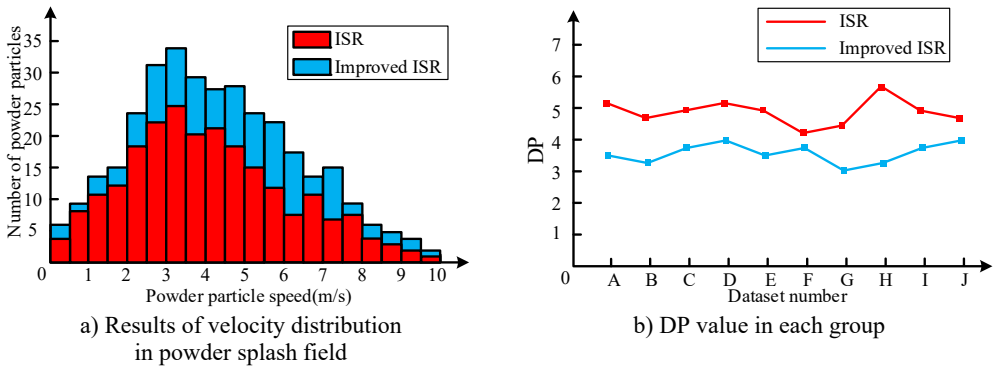 Number of powder particles
35
30
25
20
15
10
5
0 1 2 3 4 5 6 7 8 9 10
Powder particle speed(m/s)
ISR
Improved ISR
a) Results of velocity distribution
in powder splash field
DP
7
6
5
4
3
2
1
0 A B C D E F G H I J
Dataset number
ISR
Improved ISR
b) DP value in each group